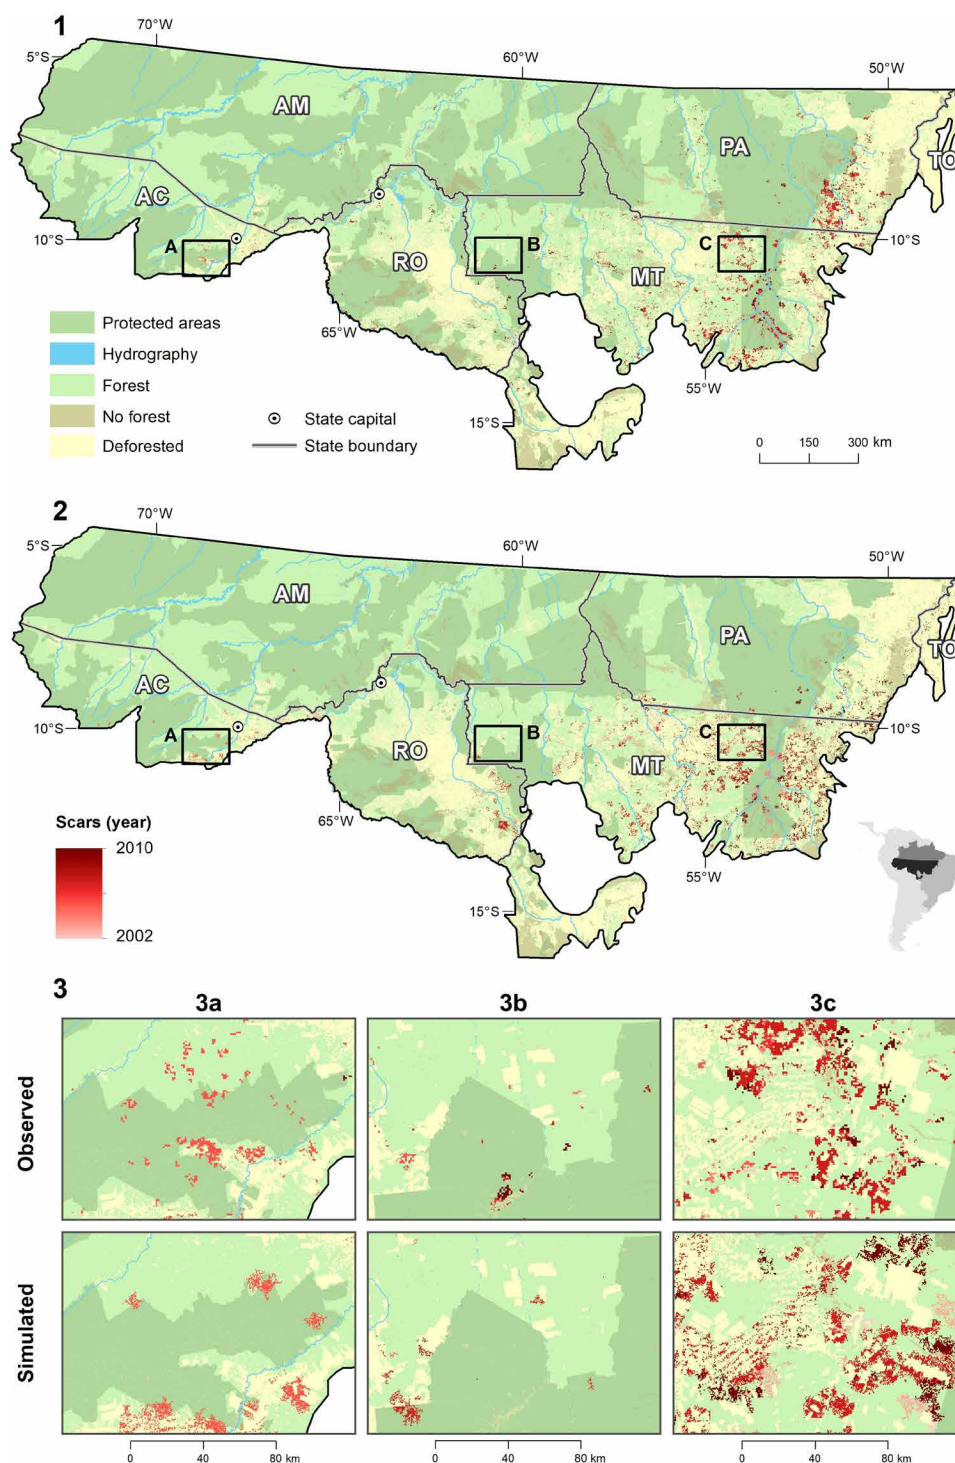 1
70°W
5°S
60°W
50°W
AM
PA
TO
AC
10°S
A
RO
B
C
MT
10°S
65°W
55°W
15°S
Protected areas
Hydrography
Forest
No forest
Deforested
State capital
State boundary
0 150 300 km
2
70°W
5°S
60°W
50°W
AM
PA
TO
AC
10°S
A
RO
B
C
MT
10°S
65°W
55°W
15°S
Scars (year)
2010
2002
3
3a 3b 3c
Observed
Simulated
0 40 80 km
0 40 80 km
0 40 80 km